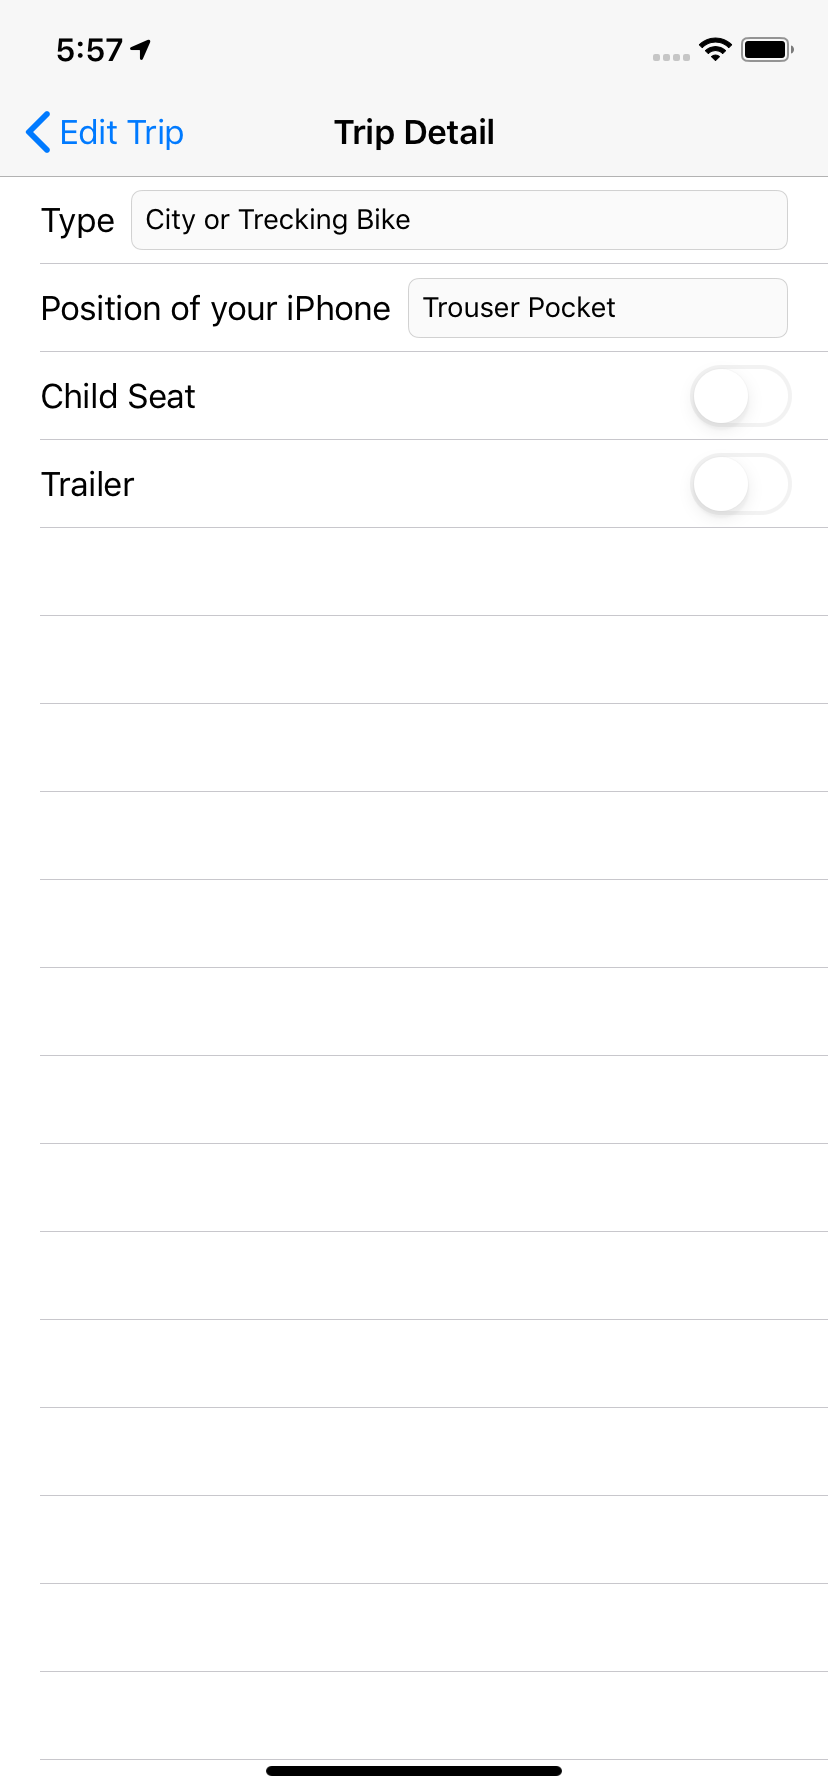 5:57
Edit Trip
Trip Detail
Type City or Trecking Bike
Position of your iPhone Trouser Pocket
Child Seat
Trailer